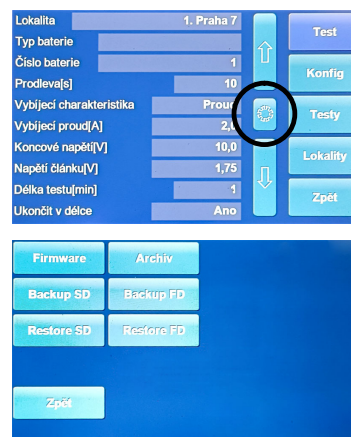 Lokalita 1. Praha 7
Typ baterie
Číslo baterie 1
Prodleva[s] 10
Vybíjecí charakteristika Proud
Vybíjecí proud[A] 2,0
Koncové napětí[V] 10,0
Napětí článku[V] 1,75
Délka testu[min] 1
Ukončit v délce Ano
Test
Konfig
Testy
Lokality
Zpět
Firmware Archiv
Backup SD Backup FD
Restore SD Restore FD
Zpět